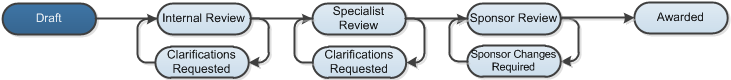 Draft
Internal Review
Specialist
Review
Sponsor Review
Awarded
Clarifications
Requested
Clarifications
Requested
Sponsor Changes
Required